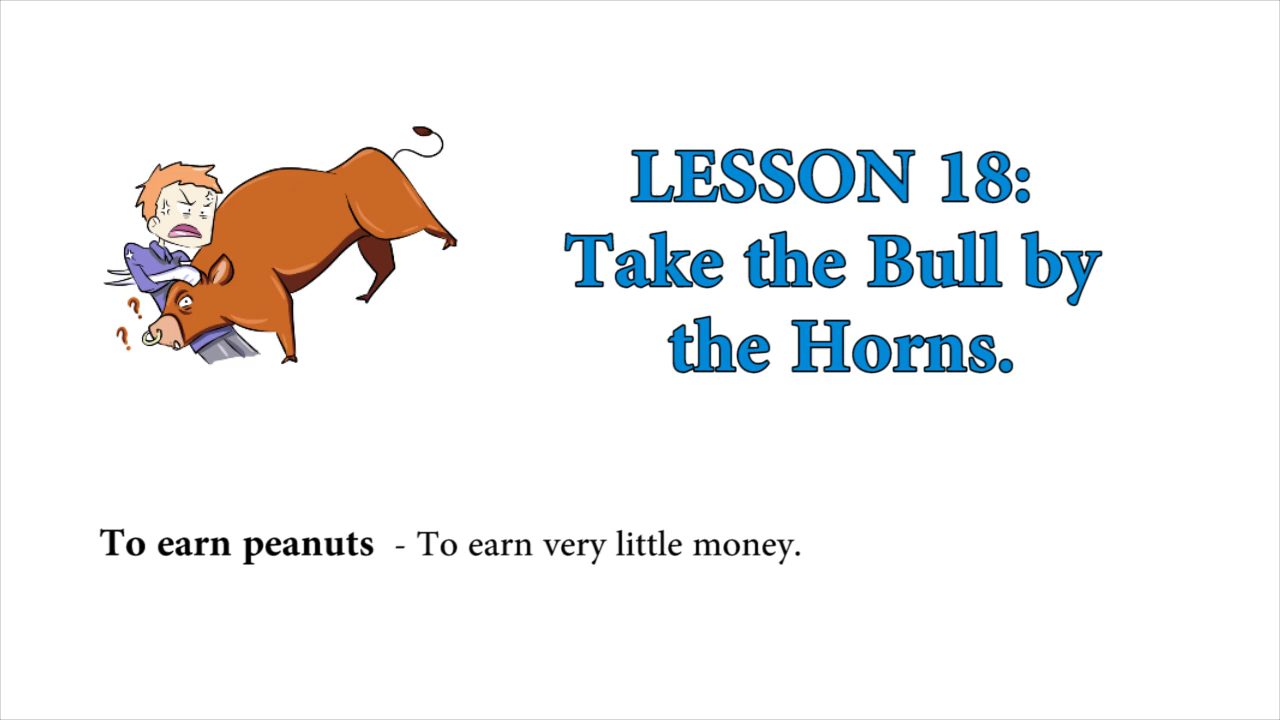 LESSON 18:
Take the Bull by
the Horns.
? ?
To earn peanuts - To earn very little money.